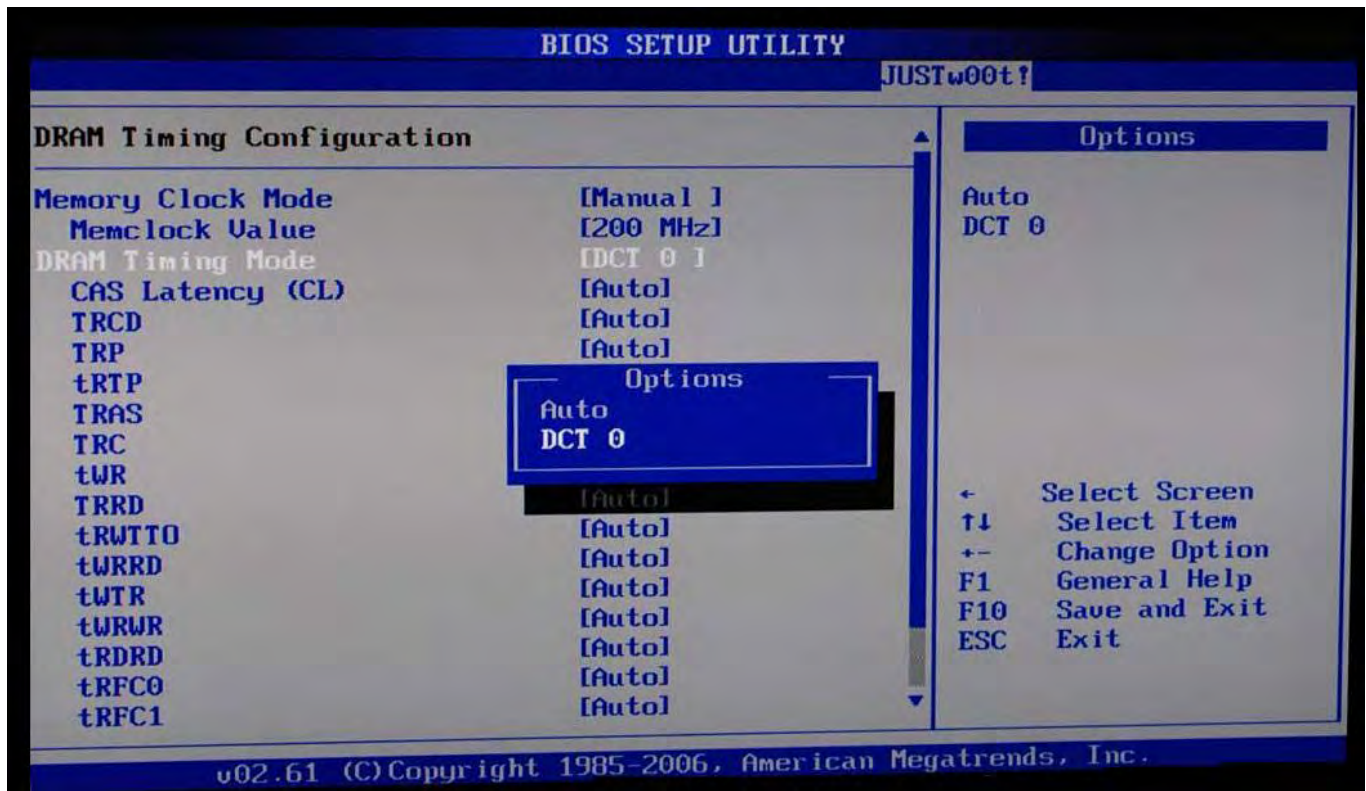 BIOS SETUP UTILITY
JUSTw00t!
DRAM Timing Configuration
Memory Clock Mode [Manual ]
Memclock Value [200 MHz]
DRAM Timing Mode [DCT 0 ]
CAS Latency (CL) [Auto]
TRCD [Auto]
TRP [Auto]
tRTP
TRAS
TRC
tWR
TRRD [Auto]
tRWTTO [Auto]
tWRRD [Auto]
tWTR [Auto]
tWRWR [Auto]
tRDRD [Auto]
tRFC0 [Auto]
tRFC1 [Auto]
Options
Auto
DCT 0
Options
Auto
DCT 0
← Select Screen
↑↓ Select Item
+- Change Option
F1 General Help
F10 Save and Exit
ESC Exit
v02.61 (C)Copyright 1985-2006, American Megatrends, Inc.